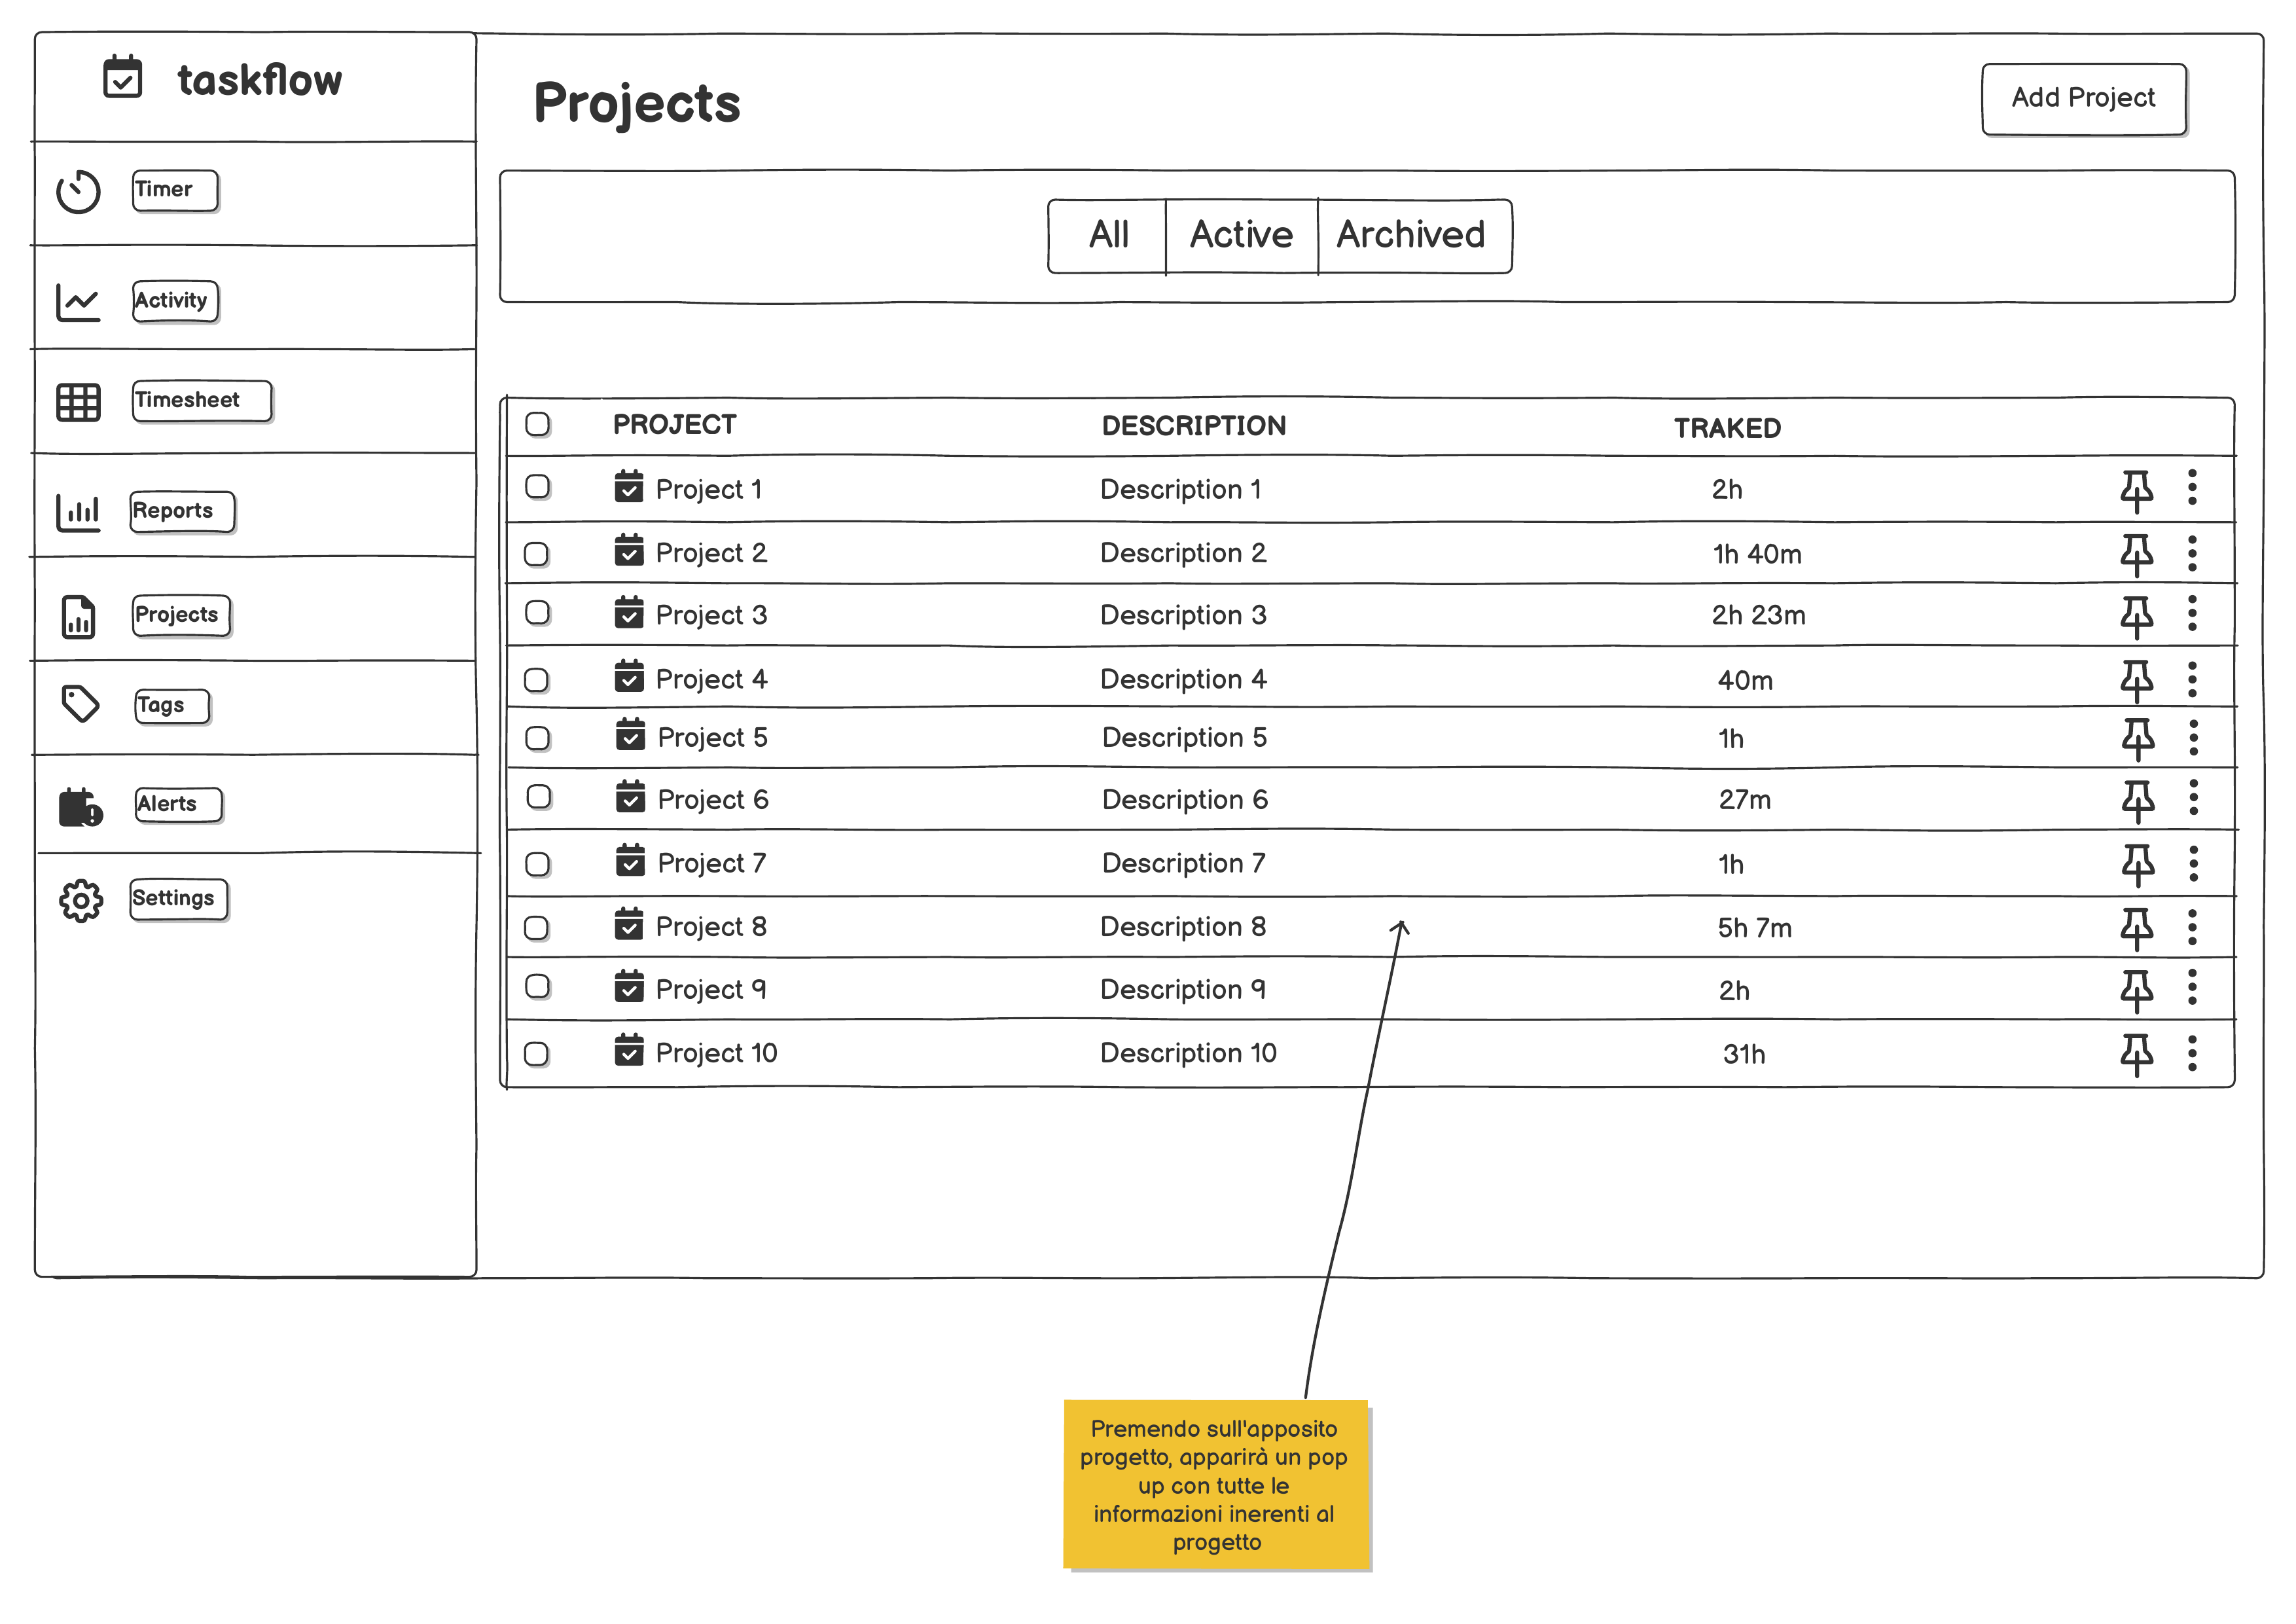 taskflow
Timer
Activity
Timesheet
Reports
Projects
Tags
Alerts
Settings
Projects
Add Project
All Active Archived
PROJECT DESCRIPTION TRAKED
Project 1 Description 1 2h
Project 2 Description 2 1h 40m
Project 3 Description 3 2h 23m
Project 4 Description 4 40m
Project 5 Description 5 1h
Project 6 Description 6 27m
Project 7 Description 7 1h
Project 8 Description 8 5h 7m
Project 9 Description 9 2h
Project 10 Description 10 31h
Premendo sull'apposito
progetto, apparirà un pop
up con tutte le
informazioni inerenti al
progetto